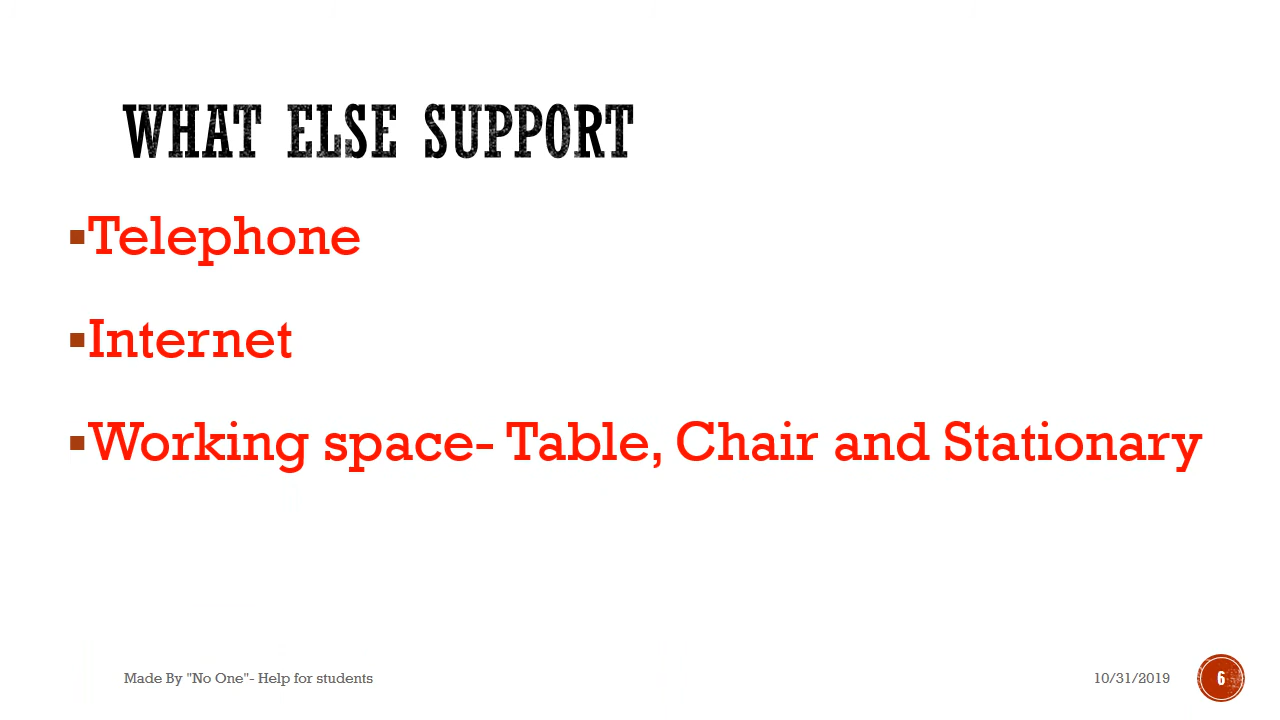 WHAT ELSE SUPPORT
▪Telephone
▪Internet
▪Working space- Table, Chair and Stationary
Made By "No One"- Help for students
10/31/2019
6